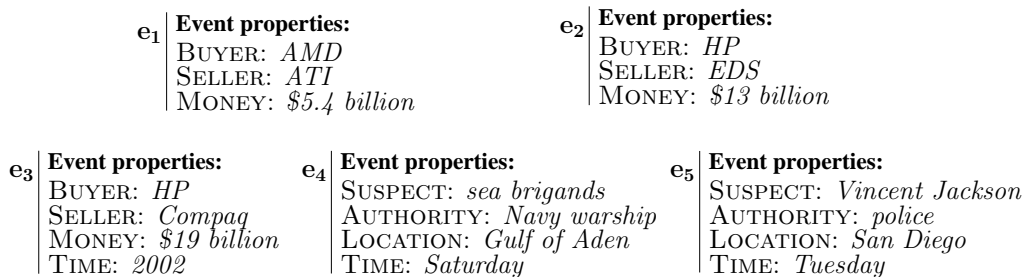 e1 Event properties:
BUYER: AMD
SELLER: ATI
MONEY: $5.4 billion
e2 Event properties:
BUYER: HP
SELLER: EDS
MONEY: $13 billion
e3 Event properties:
BUYER: HP
SELLER: Compaq
MONEY: $19 billion
TIME: 2002
e4 Event properties:
SUSPECT: sea brigands
AUTHORITY: Navy warship
LOCATION: Gulf of Aden
TIME: Saturday
e5 Event properties:
SUSPECT: Vincent Jackson
AUTHORITY: police
LOCATION: San Diego
TIME: Tuesday